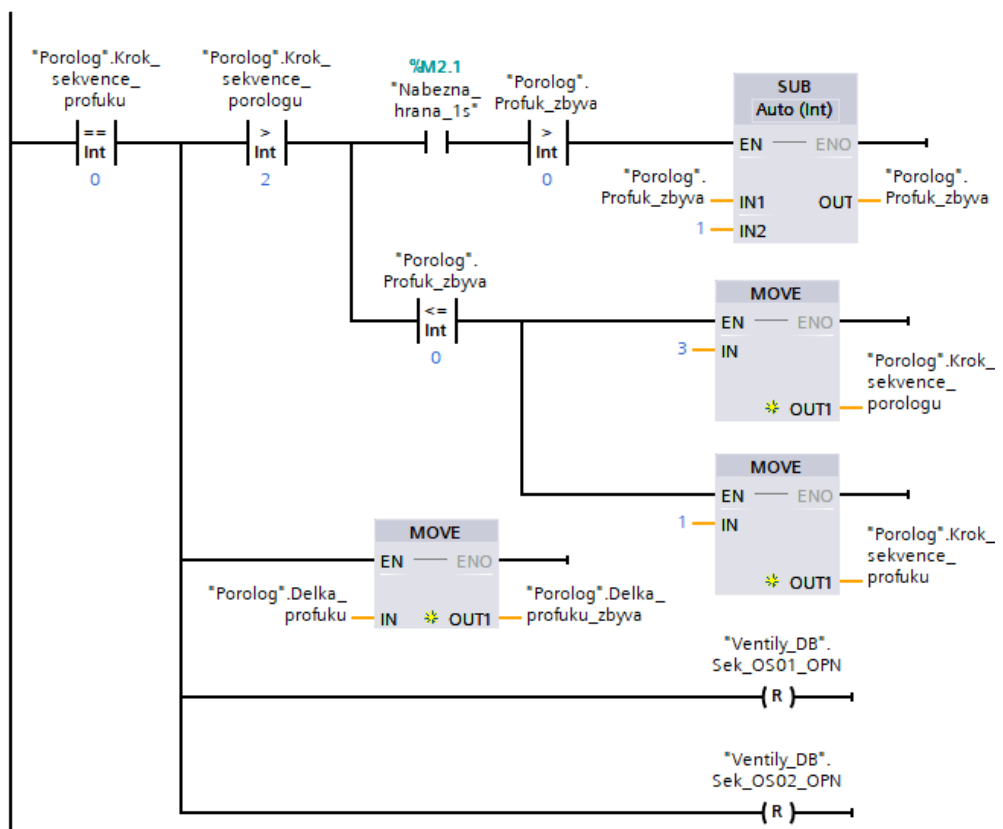 "Porolog".Krok_
sekvence_
profuku
==
Int
0
"Porolog".Krok_
sekvence_
porologu
>
Int
2
%M2.1
"Nabezna_
hrana_1s"
"Porolog".
Profuk_zbyva
>
Int
0
SUB
Auto (Int)
EN ENO
"Porolog".
Profuk_zbyva IN1
1 IN2
OUT "Porolog".
Profuk_zbyva
"Porolog".
Profuk_zbyva
<=
Int
0
MOVE
EN ENO
3 IN
OUT1 "Porolog".Krok_
sekvence_
porologu
MOVE
EN ENO
1 IN
OUT1 "Porolog".Krok_
sekvence_
profuku
MOVE
EN ENO
"Porolog".Delka_
profuku IN
OUT1 "Porolog".Delka_
profuku_zbyva
"Ventily_DB".
Sek_OS01_OPN
R
"Ventily_DB".
Sek_OS02_OPN
R